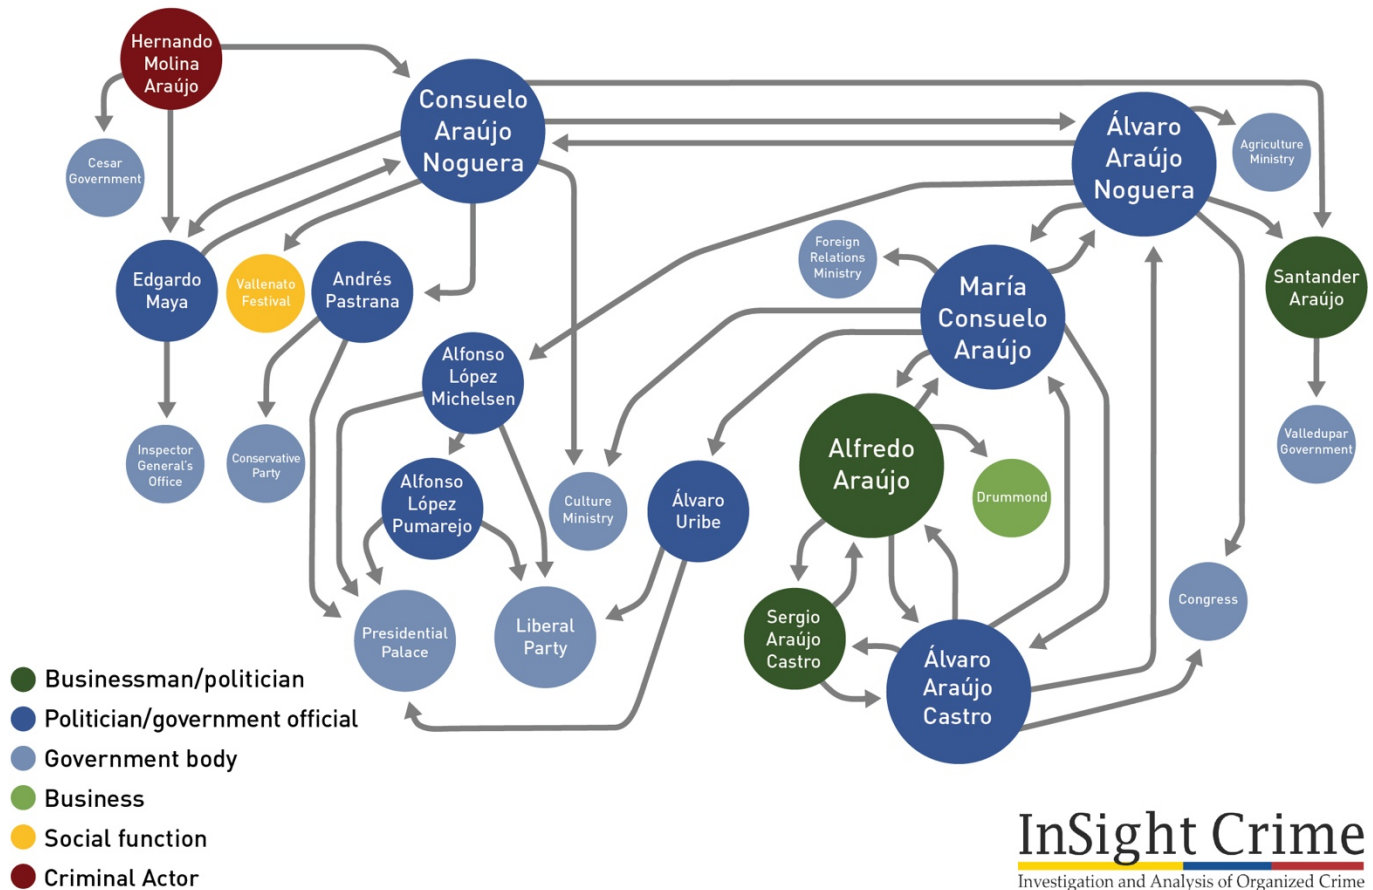 Hernando
Molina
Araújo
Consuelo
Araújo
Noguera
Álvaro
Araújo
Noguera
Agriculture
Ministry
Cesar
Government
Edgardo
Maya
Vallenato
Festival
Andrés
Pastrana
Foreign
Relations
Ministry
María
Consuelo
Araújo
Santander
Araújo
Alfonso
López
Michelsen
Inspector
General's
Office
Conservative
Party
Alfonso
López
Pumarejo
Culture
Ministry
Álvaro
Uribe
Alfredo
Araújo
Drummond
Valledupar
Government
Presidential
Palace
Liberal
Party
Sergio
Araújo
Castro
Álvaro
Araújo
Castro
Congress
Businessman/politician
Politician/government official
Government body
Business
Social function
Criminal Actor
InSight Crime
Investigation and Analysis of Organized Crime